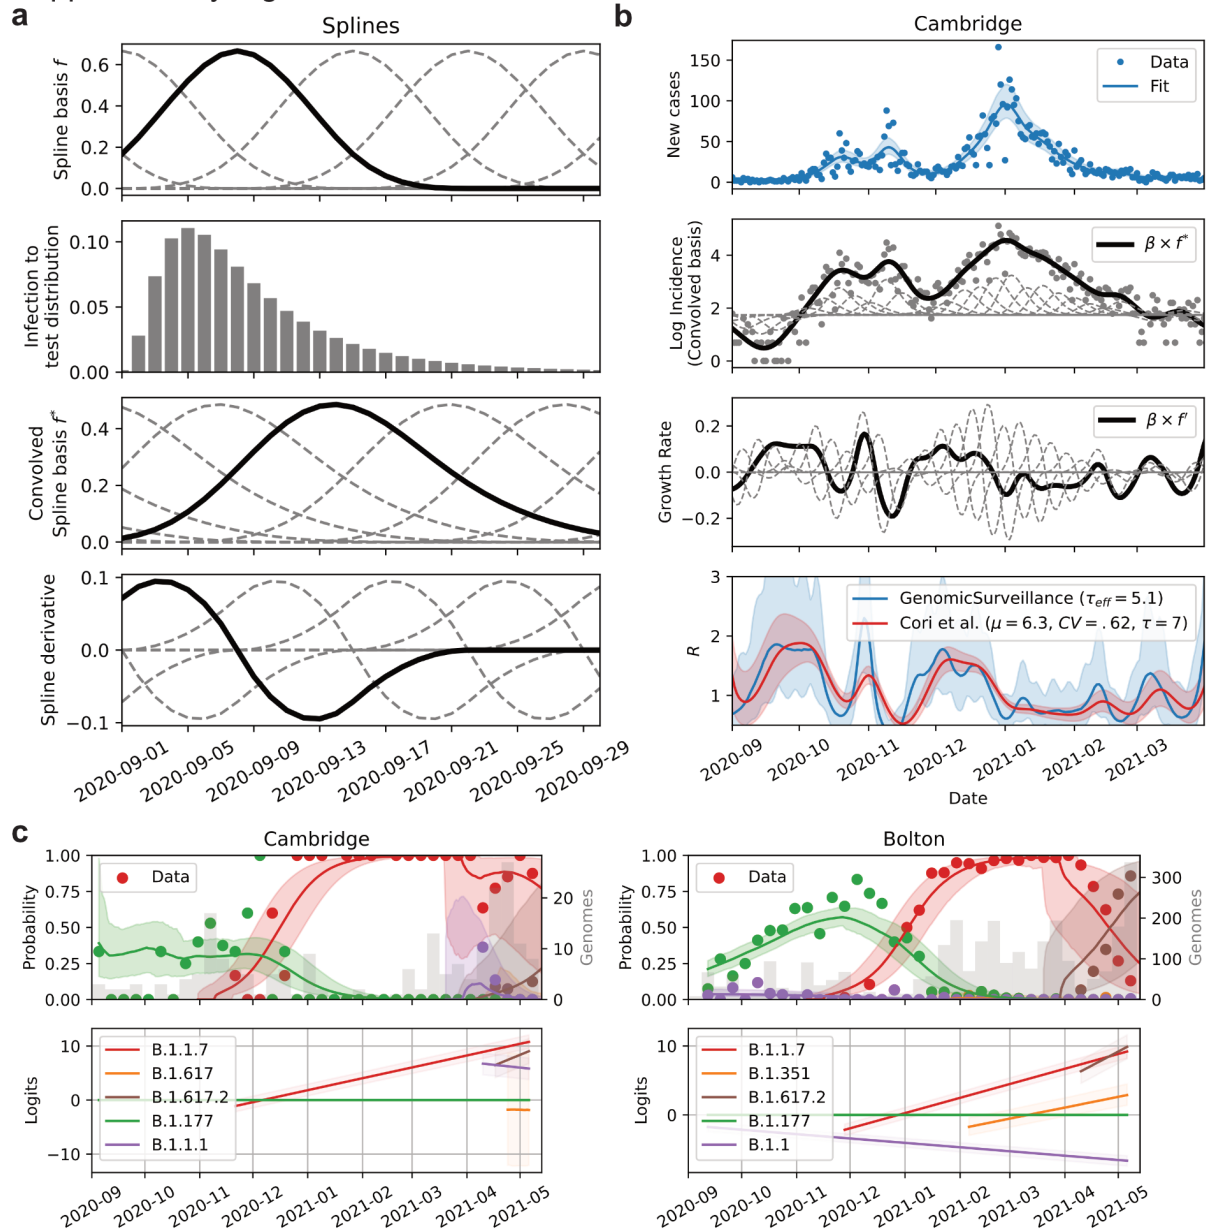 a
Splines
Spline basis f
0.6
0.4
0.2
0.0
Infection to
test distribution
0.10
0.05
0.00
Convolved
Spline basis f*
0.4
0.2
0.0
Spline derivative
0.1
0.0
−0.1
2020-09-01
2020-09-05
2020-09-09
2020-09-13
2020-09-17
2020-09-21
2020-09-25
2020-09-29
b
Cambridge
New cases
150
100
50
0
Data
Fit
Log Incidence
(Convolved basis)
4
2
0
β × f*
Growth Rate
0.2
0.0
−0.2
β × f′
R
3
2
1
GenomicSurveillance (τeff = 5.1)
Cori et al. (μ = 6.3, CV = .62, τ = 7)
2020-09
2020-10
2020-11
2020-12
2021-01
2021-02
2021-03
Date
c
Cambridge
Probability
1.00
0.75
0.50
0.25
0.00
Data
20
10
0
Genomes
Logits
10
0
−10
B.1.1.7
B.1.617
B.1.617.2
B.1.177
B.1.1.1
2020-09
2020-10
2020-11
2020-12
2021-01
2021-02
2021-03
2021-04
2021-05
Bolton
Probability
1.00
0.75
0.50
0.25
0.00
Data
300
200
100
0
Genomes
Logits
10
0
B.1.1.7
B.1.351
B.1.617.2
B.1.177
B.1.1
2020-09
2020-10
2020-11
2020-12
2021-01
2021-02
2021-03
2021-04
2021-05